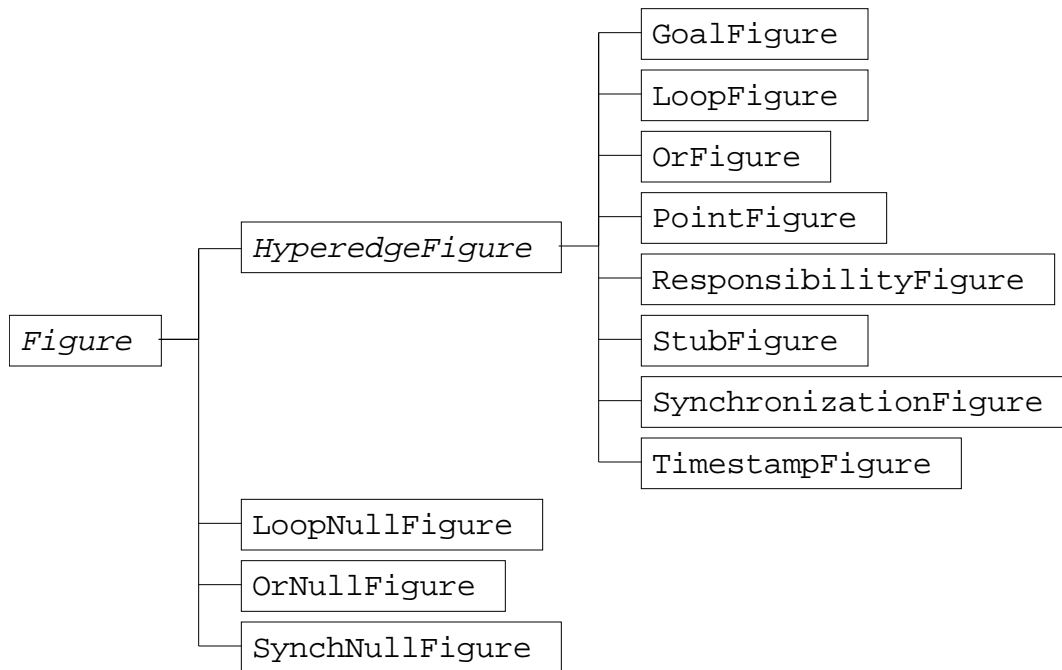 GoalFigure
LoopFigure
OrFigure
PointFigure
HyperedgeFigure
ResponsibilityFigure
Figure
StubFigure
SynchronizationFigure
TimestampFigure
LoopNullFigure
OrNullFigure
SynchNullFigure